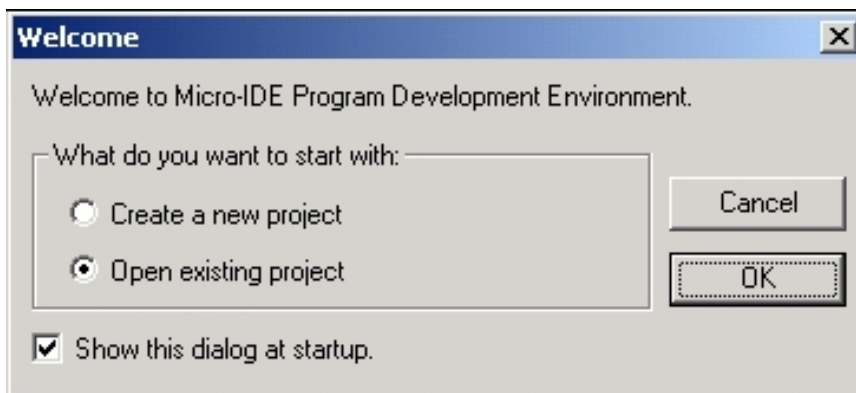 Welcome
Welcome to Micro-IDE Program Development Environment.
What do you want to start with:
Create a new project
Open existing project
Cancel
OK
Show this dialog at startup.